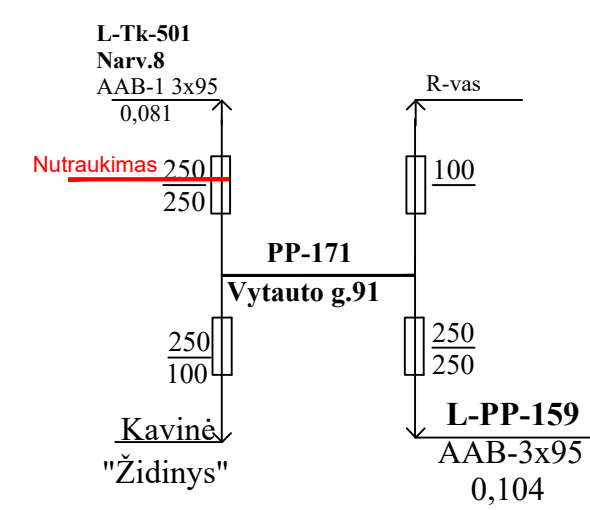 L-Tk-501
Narv.8
AAB-1 3x95
0,081
R-vas
Nutraukimas
250
250
100
PP-171
Vytauto g.91
250
100
250
250
Kavinė
"Židinys"
L-PP-159
AAB-3x95
0,104